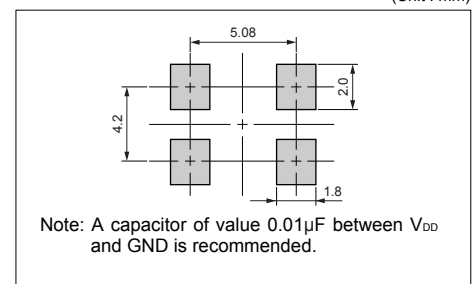 (Unit : mm)
5.08
2.0
4.2
1.8
Note: A capacitor of value 0.01µF between VDD
and GND is recommended.